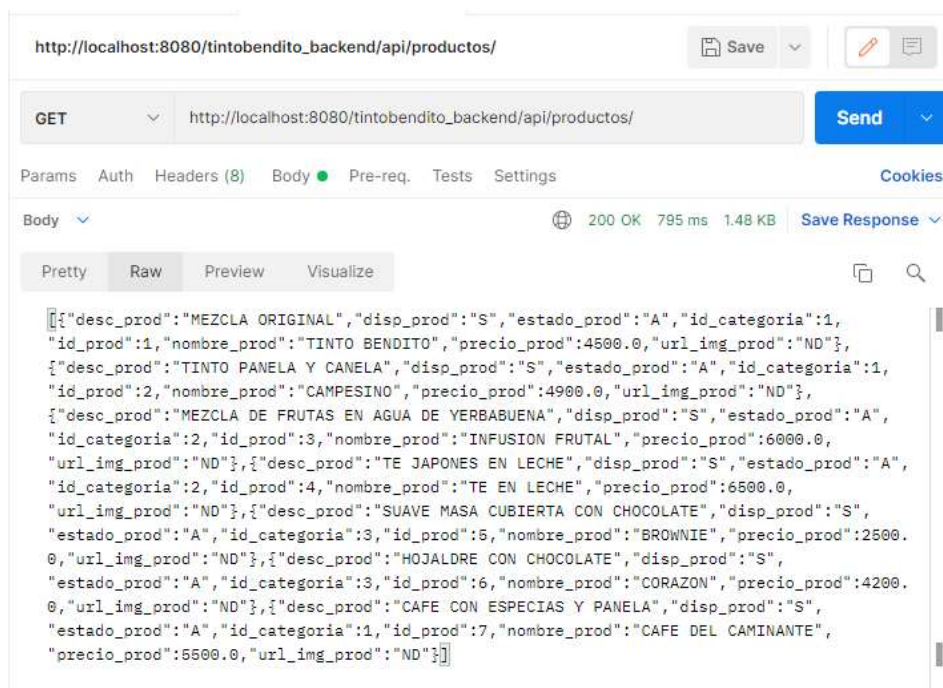 http://localhost:8080/tintobendito_backend/api/productos/
Save
GET http://localhost:8080/tintobendito_backend/api/productos/ Send
Params Auth Headers (8) Body Pre-req. Tests Settings Cookies
Body 200 OK 795 ms 1.48 KB Save Response
Pretty Raw Preview Visualize
[{"desc_prod":"MEZCLA ORIGINAL","disp_prod":"S","estado_prod":"A","id_categoria":1,
"id_prod":1,"nombre_prod":"TINTO BENDITO","precio_prod":4500.0,"url_img_prod":"ND"},
{"desc_prod":"TINTO PANELA Y CANELA","disp_prod":"S","estado_prod":"A","id_categoria":1,
"id_prod":2,"nombre_prod":"CAMPESINO","precio_prod":4900.0,"url_img_prod":"ND"},
{"desc_prod":"MEZCLA DE FRUTAS EN AGUA DE YERBABUENA","disp_prod":"S","estado_prod":"A",
"id_categoria":2,"id_prod":3,"nombre_prod":"INFUSION FRUTAL","precio_prod":6000.0,
"url_img_prod":"ND"},{"desc_prod":"TE JAPONES EN LECHE","disp_prod":"S","estado_prod":"A",
"id_categoria":2,"id_prod":4,"nombre_prod":"TE EN LECHE","precio_prod":6500.0,
"url_img_prod":"ND"},{"desc_prod":"SUAVE MASA CUBIERTA CON CHOCOLATE","disp_prod":"S",
"estado_prod":"A","id_categoria":3,"id_prod":5,"nombre_prod":"BROWNIE","precio_prod":2500.
0,"url_img_prod":"ND"},{"desc_prod":"HOJALDRE CON CHOCOLATE","disp_prod":"S",
"estado_prod":"A","id_categoria":3,"id_prod":6,"nombre_prod":"CORAZON","precio_prod":4200.
0,"url_img_prod":"ND"},{"desc_prod":"CAFE CON ESPECIAS Y PANELA","disp_prod":"S",
"estado_prod":"A","id_categoria":1,"id_prod":7,"nombre_prod":"CAFE DEL CAMINANTE",
"precio_prod":5500.0,"url_img_prod":"ND"}]